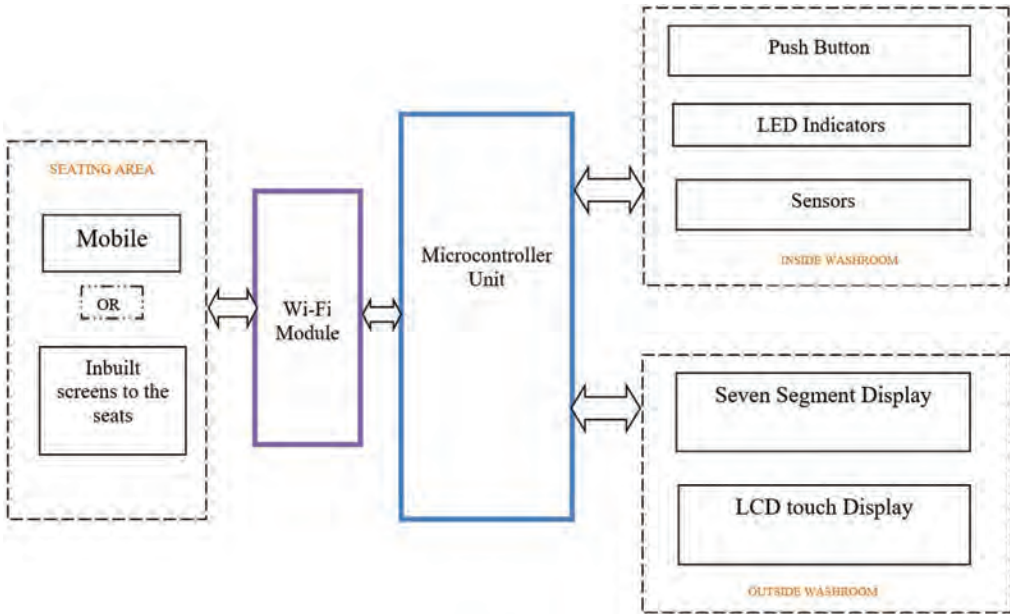 SEATING AREA
Mobile
OR
Inbuilt
screens to the
seats
Wi-Fi
Module
Microcontroller
Unit
Push Button
LED Indicators
Sensors
INSIDE WASHROOM
Seven Segment Display
LCD touch Display
OUTSIDE WASHROOM